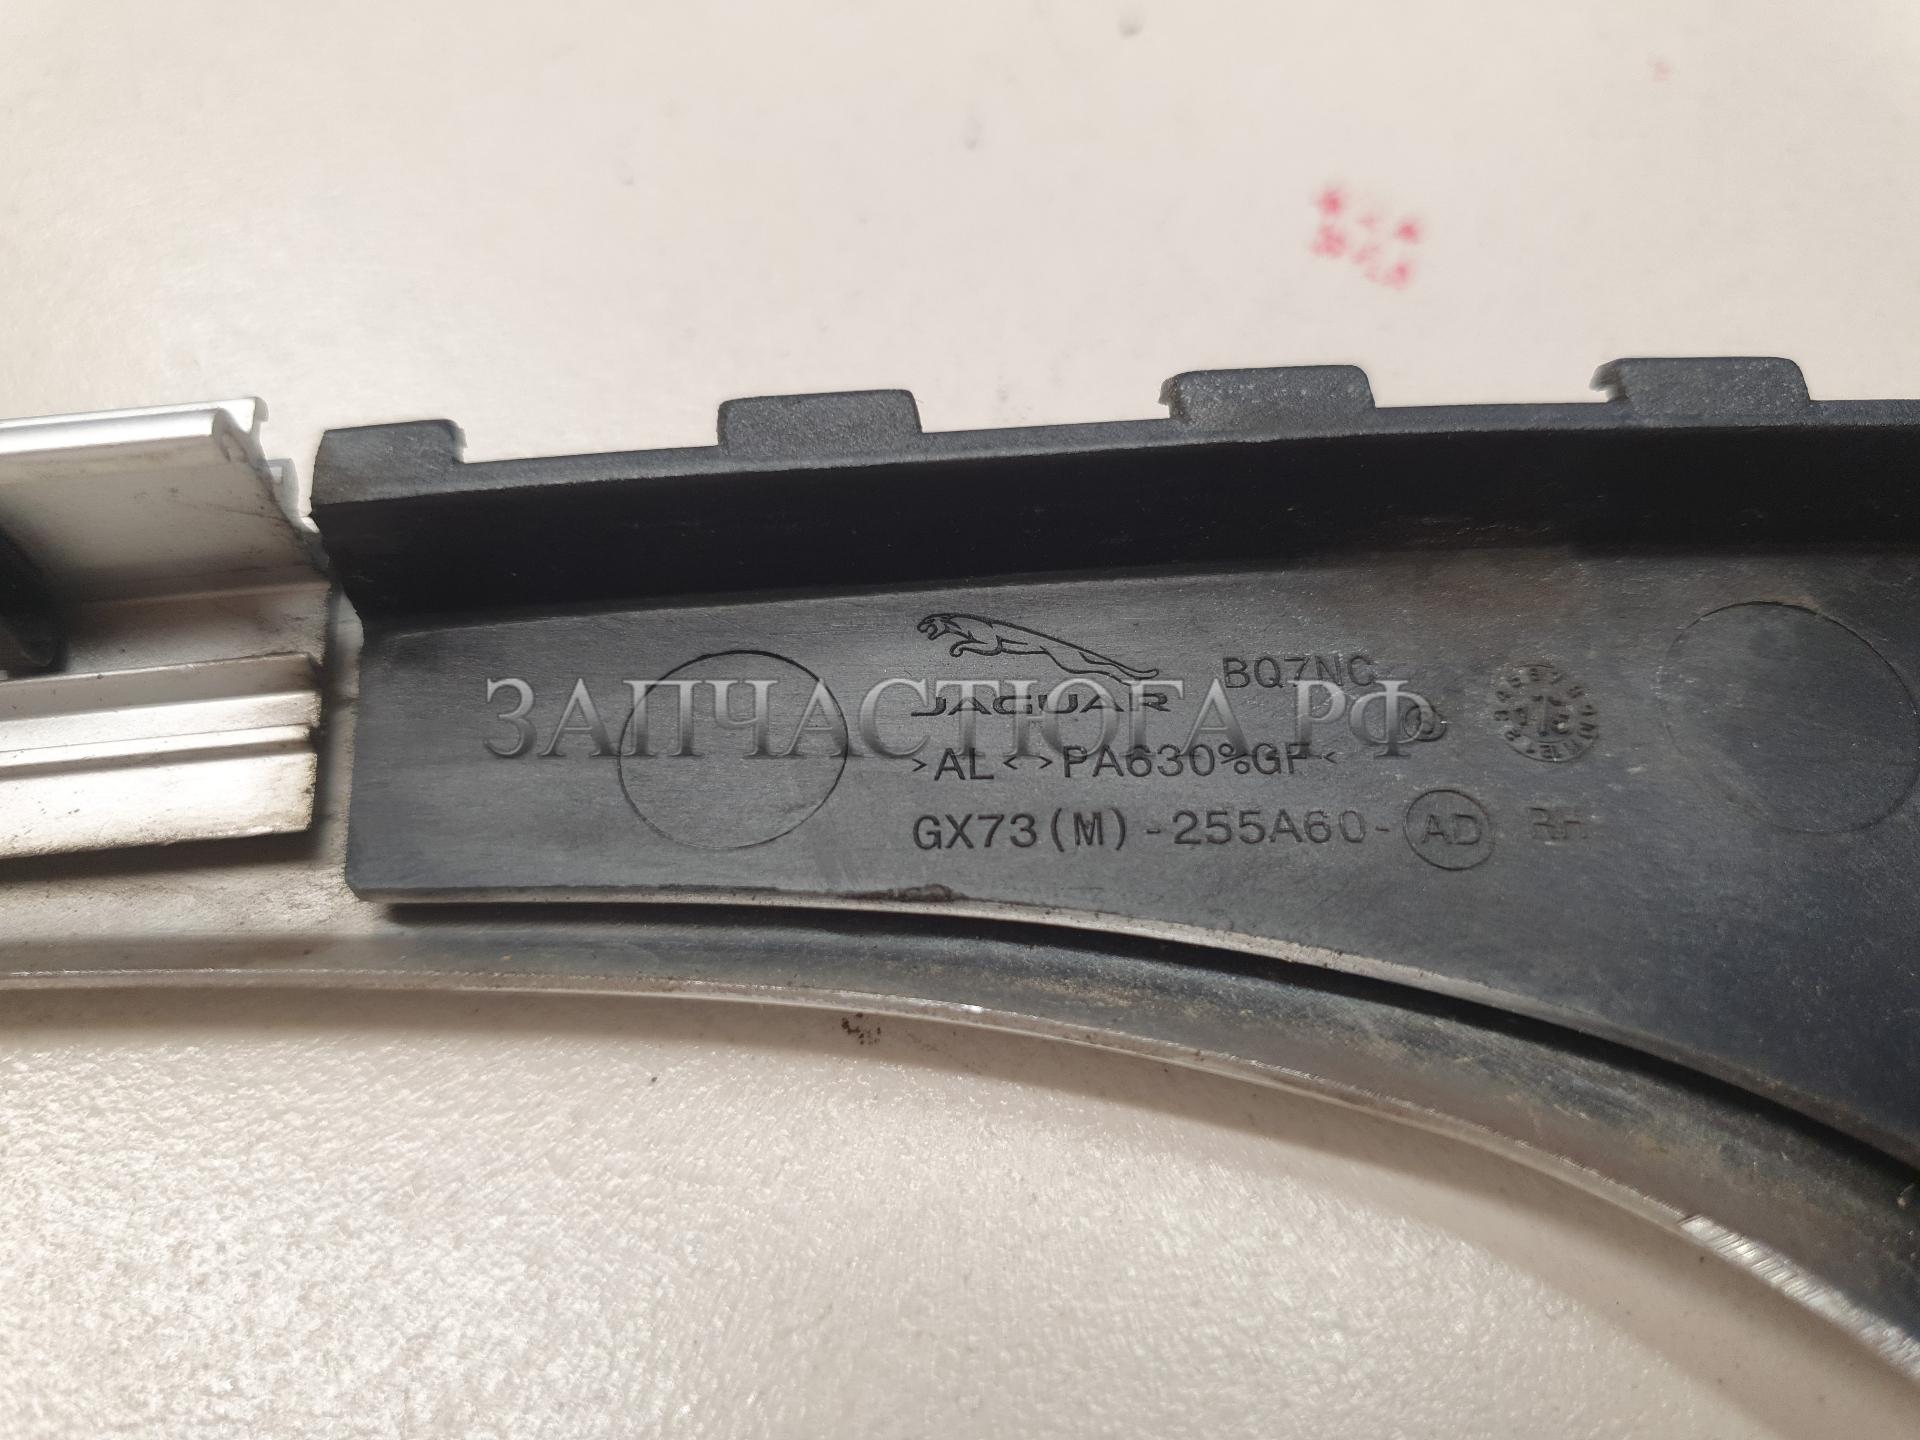 BQ7NC
JAGUAR
ЗАПЧАСТЮГА.РФ
>AL< >PA630%GF<
GX73(M)-255A60-AD RH